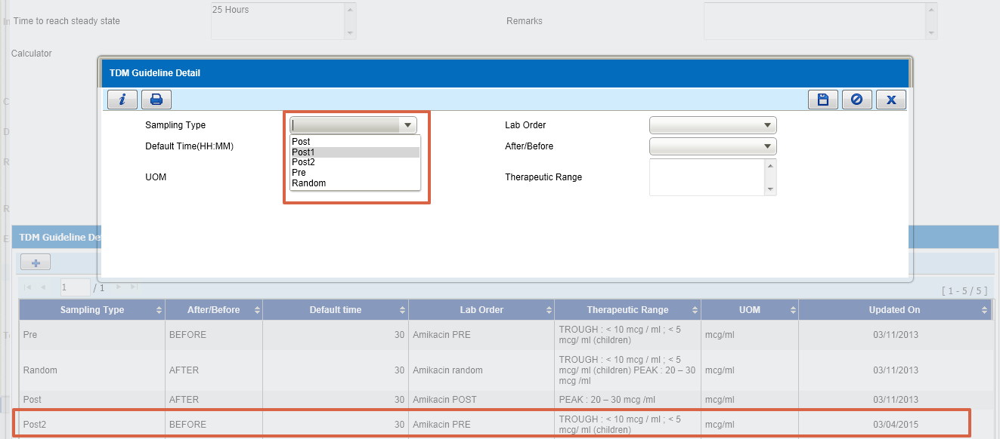 25 Hours
Time to reach steady state
Remarks
Calculator
TDM Guideline Detail
Sampling Type
Lab Order
Default Time(HH:MM)
After/Before
UOM
Therapeutic Range
Post
Post1
Post2
Pre
Random
TDM Guideline De
1 / 1
[ 1 - 5 / 5 ]
Sampling Type After/Before Default time Lab Order Therapeutic Range UOM Updated On
Pre BEFORE 30 Amikacin PRE TROUGH : < 10 mcg / ml ; < 5 mcg/ ml (children) mcg/ml 03/11/2013
Random AFTER 30 Amikacin random TROUGH : < 10 mcg / ml ; < 5 mcg/ ml (children) PEAK : 20 – 30 mcg /ml mcg/ml 03/11/2013
Post AFTER 30 Amikacin POST PEAK : 20 – 30 mcg /ml mcg/ml 03/11/2013
Post2 BEFORE 30 Amikacin PRE TROUGH : < 10 mcg / ml ; < 5 mcg/ ml (children) mcg/ml 03/04/2015